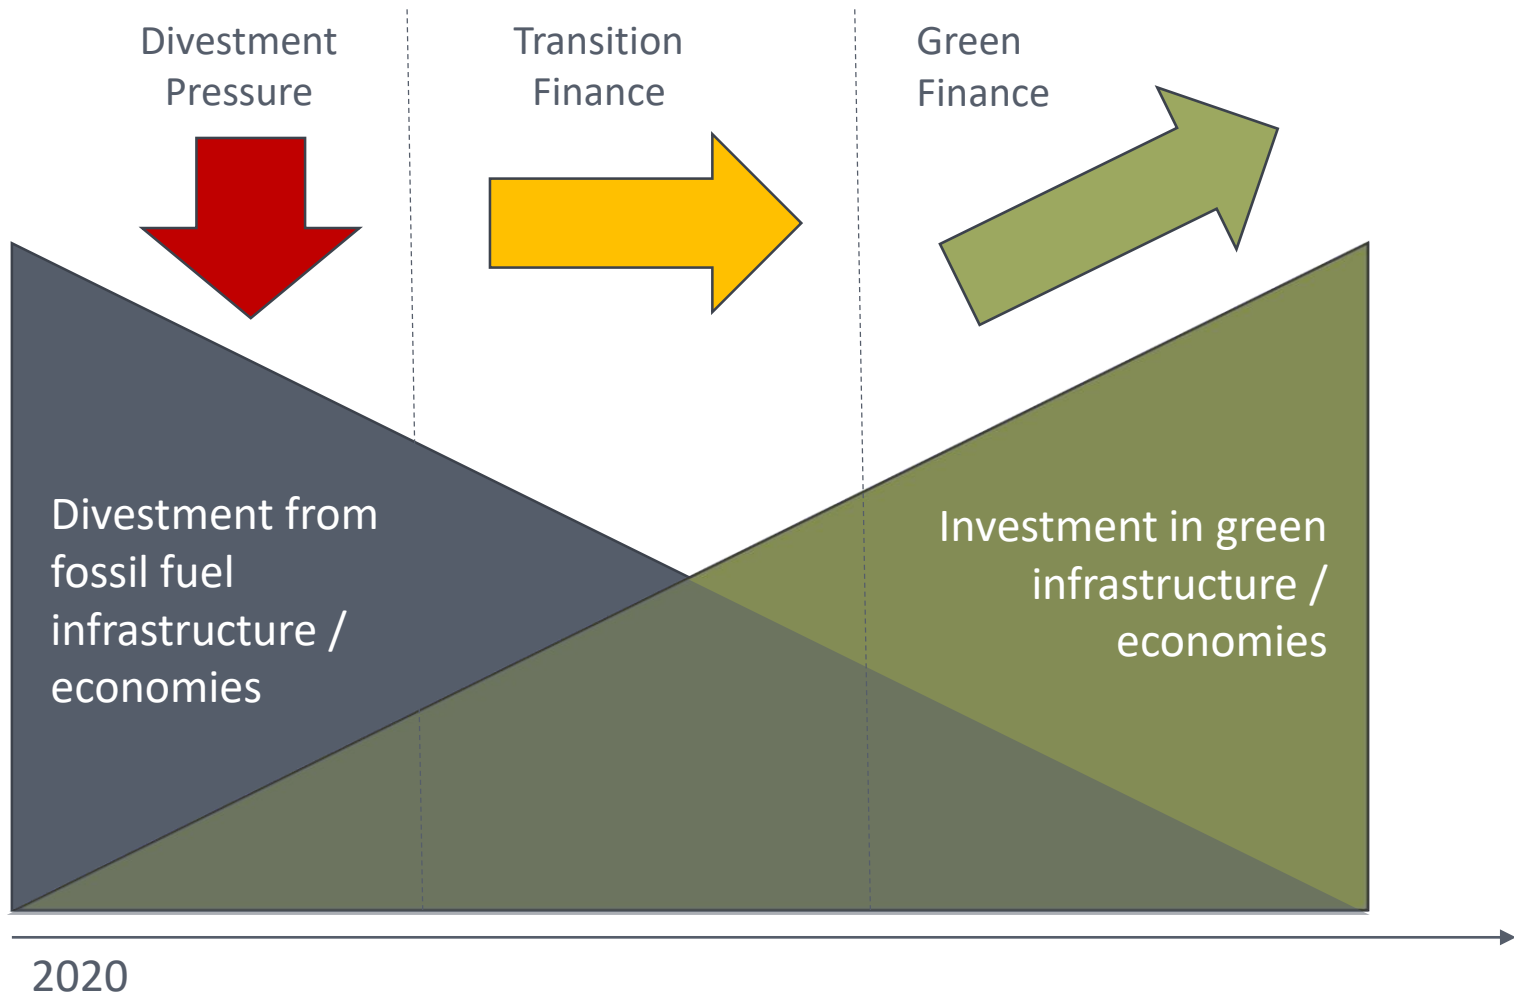 Divestment
Pressure
Transition
Finance
Green
Finance
Divestment from
fossil fuel
infrastructure /
economies
Investment in green
infrastructure /
economies
2020